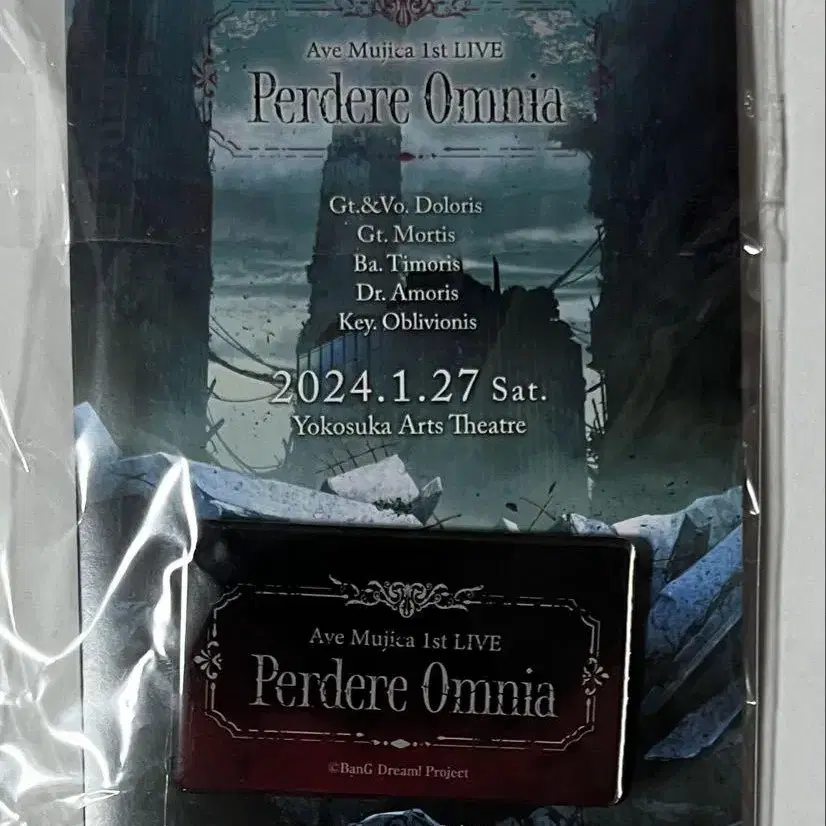 Ave Mujica 1st LIVE
Perdere Omnia
Gt.&Vo. Doloris
Gt. Mortis
Ba. Timoris
Dr. Amoris
Key. Oblivionis
2024.1.27 Sat.
Yokosuka Arts Theatre
Ave Mujica 1st LIVE
Perdere Omnia
©BanG Dream! Project